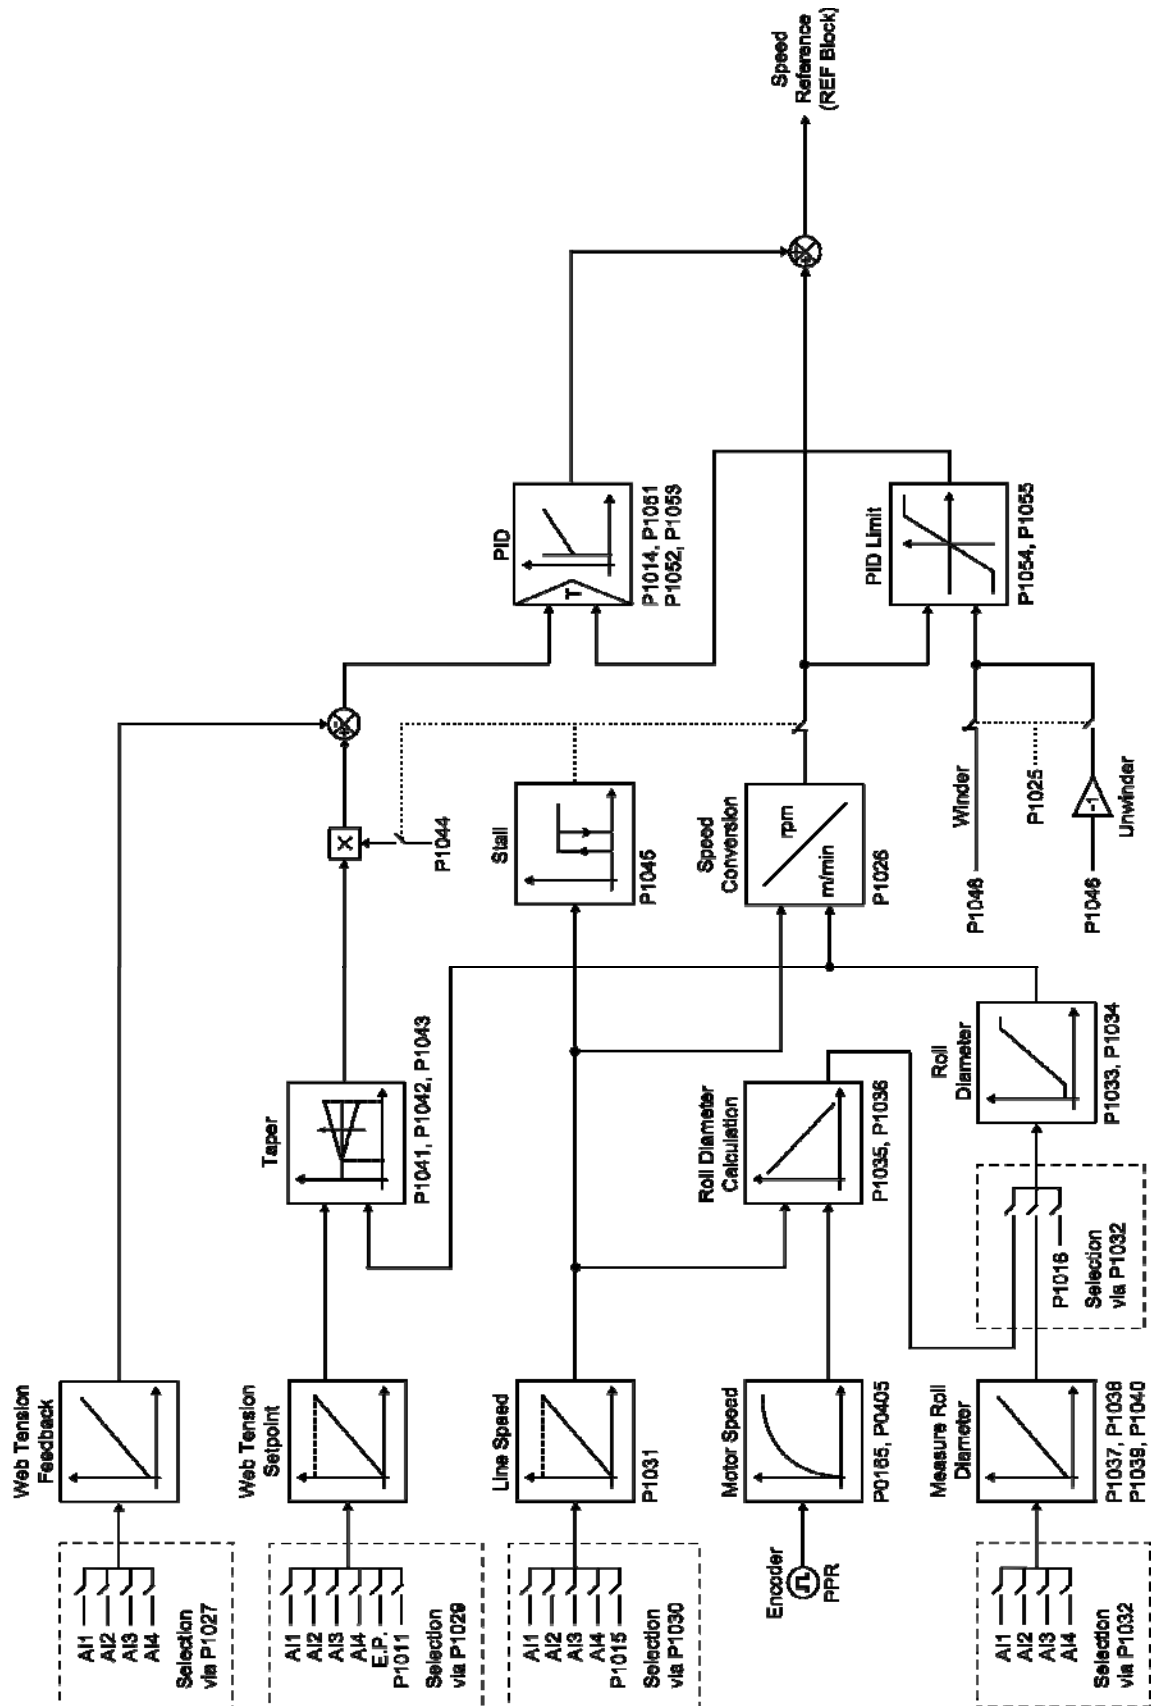 AI1
AI2
AI3
AI4
Selection
via P1027
Web Tension
Feedback
AI1
AI2
AI3
AI4
E.P.
P1011
Selection
via P1029
Web Tension
Setpoint
Taper
P1041, P1042, P1043
X
P1044
PID
T
P1014, P1051
P1052, P1053
AI1
AI2
AI3
AI4
P1015
Selection
via P1030
Line Speed
P1031
Stall
P1045
Encoder
PPR
Motor Speed
P0165, P0405
Roll Diameter
Calculation
P1035, P1036
Speed
Conversion
rpm
m/min
P1026
Speed
Reference
(REF Block)
AI1
AI2
AI3
AI4
Selection
via P1032
Measure Roll
Diameter
P1037, P1038
P1039, P1040
P1016
Selection
via P1032
Roll
Diameter
P1033, P1034
P1046
Winder
P1025
P1046
-1
Unwinder
PID Limit
P1054, P1055